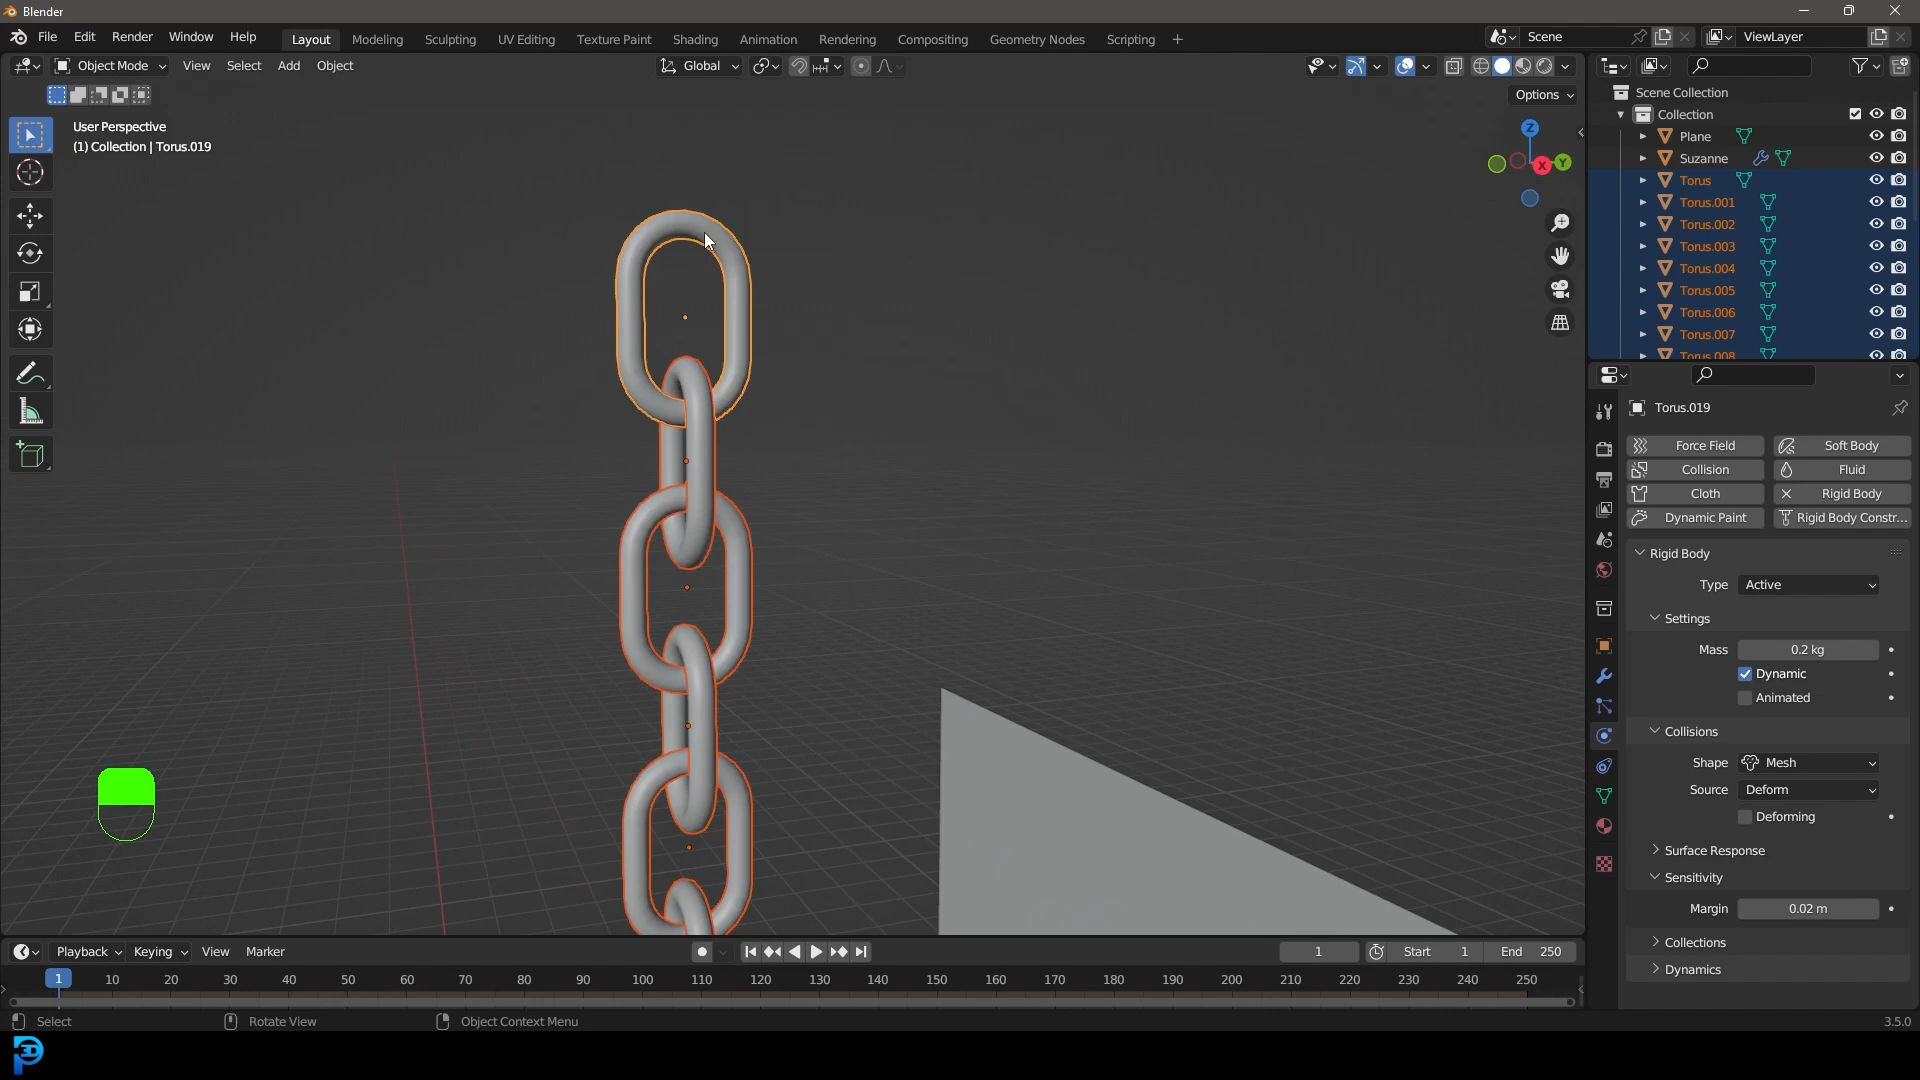 Blender
File Edit Render Window Help Layout Modeling Sculpting UV Editing Texture Paint Shading Animation Rendering Compositing Geometry Nodes Scripting + Scene ViewLayer
Object Mode View Select Add Object Global
Options
User Perspective
(1) Collection | Torus.019
Z
X
Y
Scene Collection
Collection
Plane
Suzanne
Torus
Torus.001
Torus.002
Torus.003
Torus.004
Torus.005
Torus.006
Torus.007
Torus.008
Torus.019
Force Field Soft Body
Collision Fluid
Cloth Rigid Body
Dynamic Paint Rigid Body Constr...
Rigid Body
Type Active
Settings
Mass 0.2 kg
Dynamic
Animated
Collisions
Shape Mesh
Source Deform
Deforming
Surface Response
Sensitivity
Margin 0.02 m
Collections
Dynamics
Playback Keying View Marker 1 Start 1 End 250
1 10 20 30 40 50 60 70 80 90 100 110 120 130 140 150 160 170 180 190 200 210 220 230 240 250
Select Rotate View Object Context Menu 3.5.0
3D